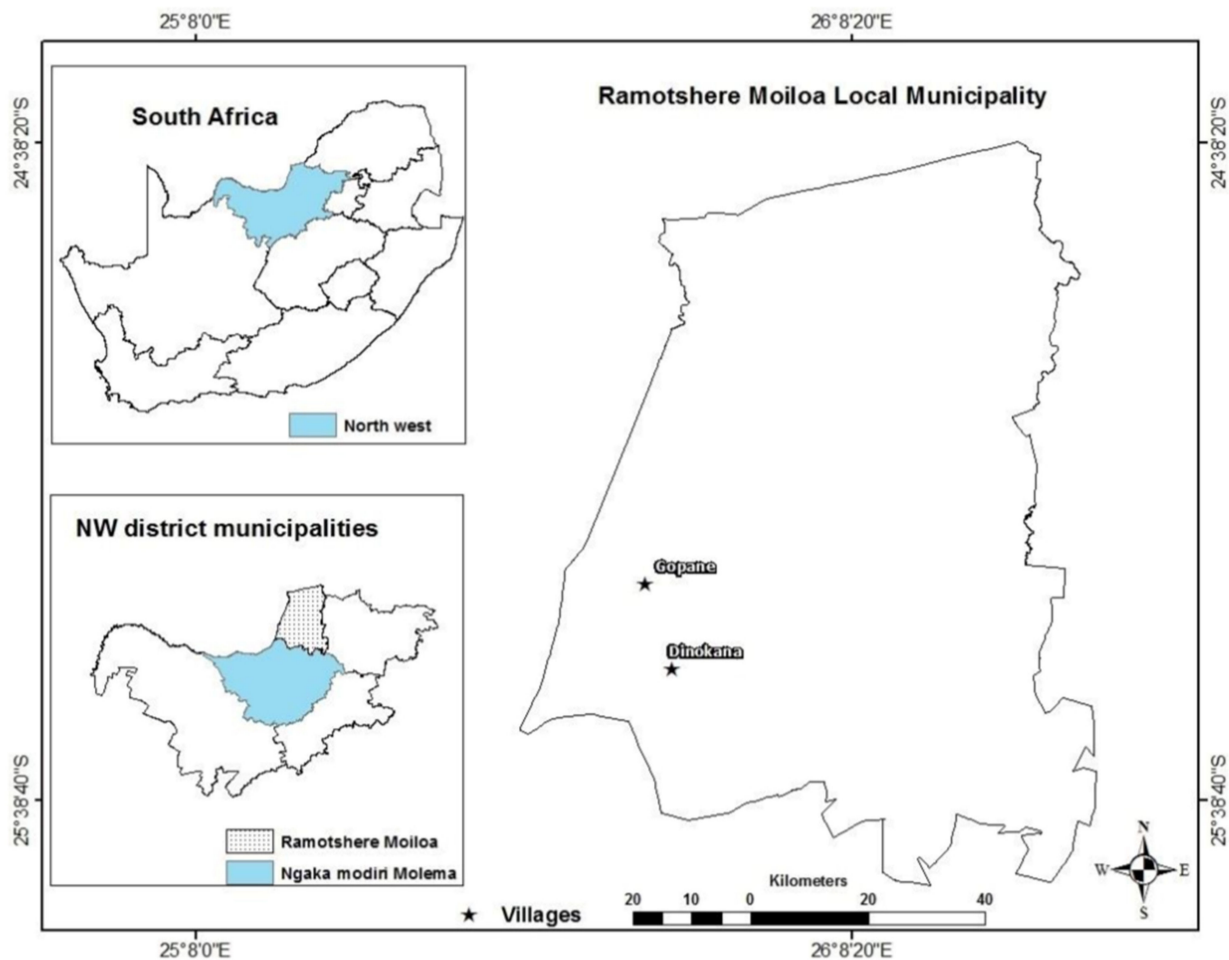 25°8'0"E 26°8'20"E
24°38'20"S
24°38'20"S
South Africa
North west
Ramotshere Moiloa Local Municipality
NW district municipalities
Ramotshere Moiloa
Ngaka modiri Molema
Gopane
Dinokana
25°38'40"S
25°38'40"S
N
W E
S
Villages
Kilometers
20 10 0 20 40
25°8'0"E 26°8'20"E